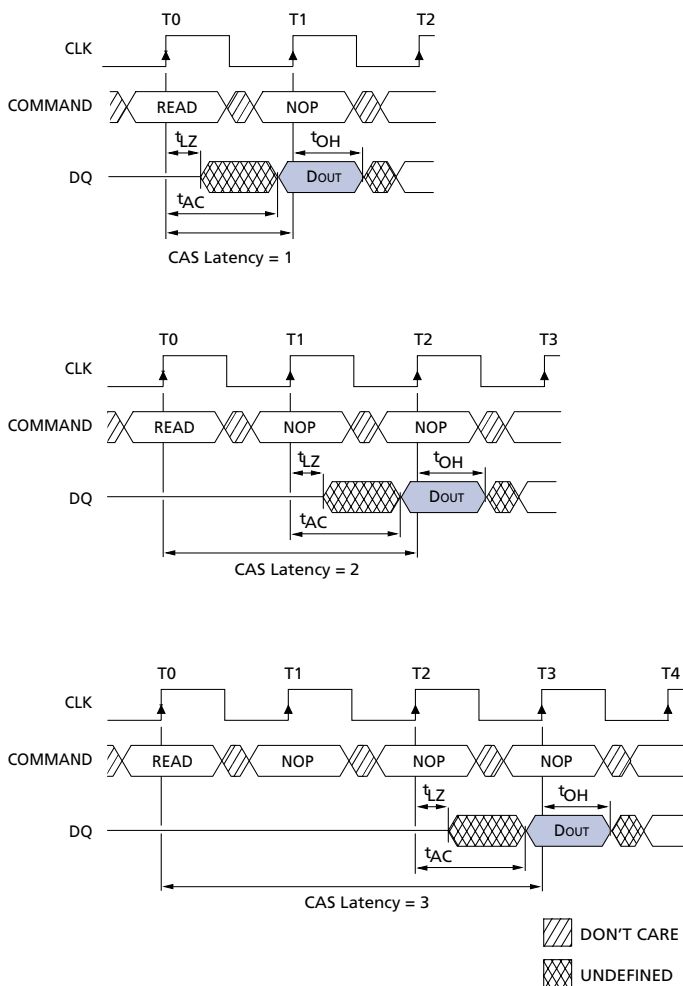 T0 T1 T2
CLK
COMMAND READ NOP
tLZ tOH
DQ DOUT
tAC
CAS Latency = 1
T0 T1 T2 T3
CLK
COMMAND READ NOP NOP
tLZ tOH
DQ DOUT
tAC
CAS Latency = 2
T0 T1 T2 T3 T4
CLK
COMMAND READ NOP NOP NOP
tLZ tOH
DQ DOUT
tAC
CAS Latency = 3
DON'T CARE
UNDEFINED